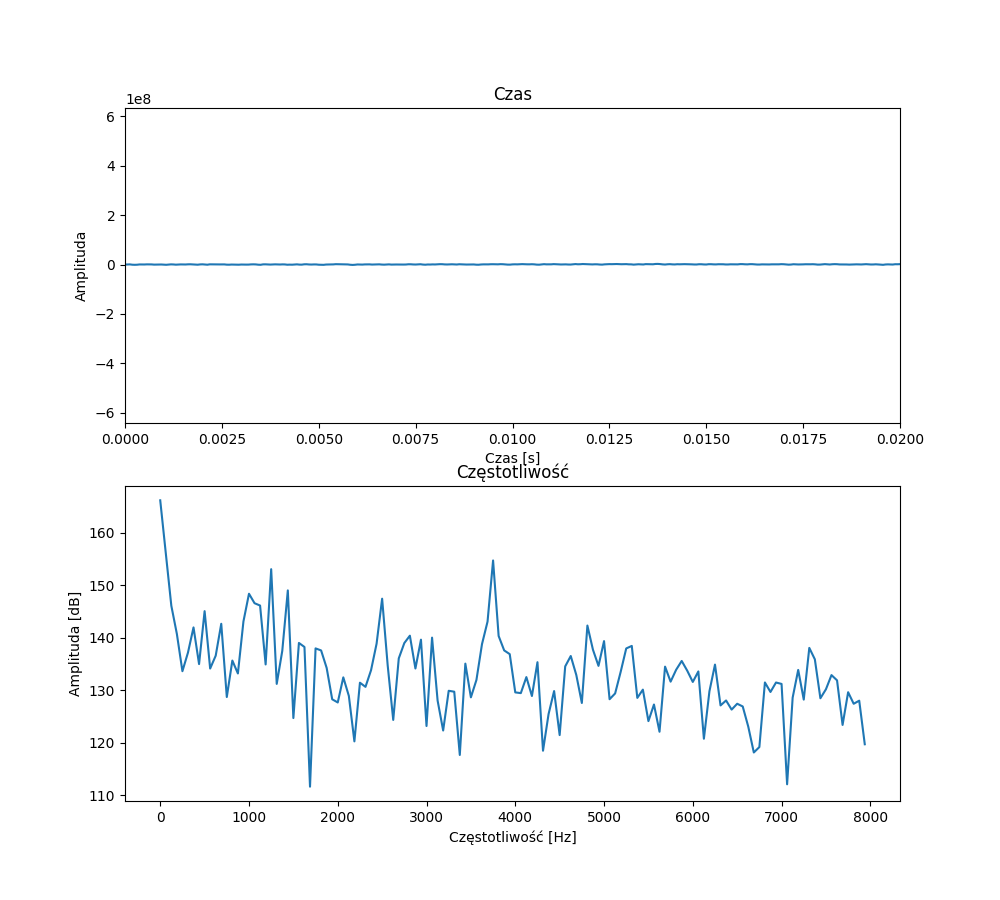 Czas
1e8
6
4
2
0
−2
−4
−6
Amplituda
0.0000 0.0025 0.0050 0.0075 0.0100 0.0125 0.0150 0.0175 0.0200
Czas [s]
Częstotliwość
160
150
140
130
120
110
Amplituda [dB]
0 1000 2000 3000 4000 5000 6000 7000 8000
Częstotliwość [Hz]